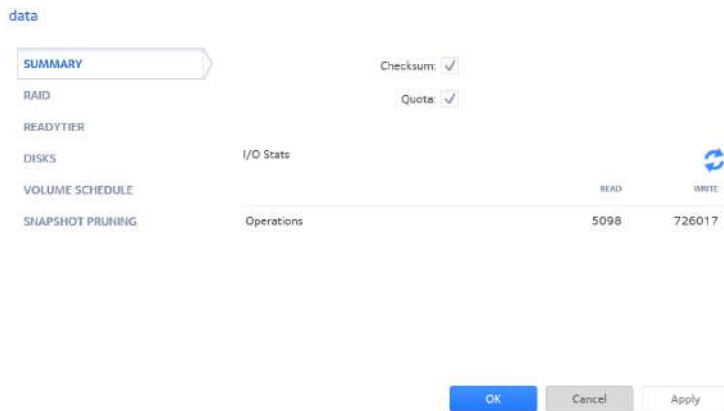 data
SUMMARY
RAID
READYTIER
DISKS
VOLUME SCHEDULE
SNAPSHOT PRUNING
Checksum:
Quota:
I/O Stats
READ WRITE
Operations 5098 726017
OK Cancel Apply